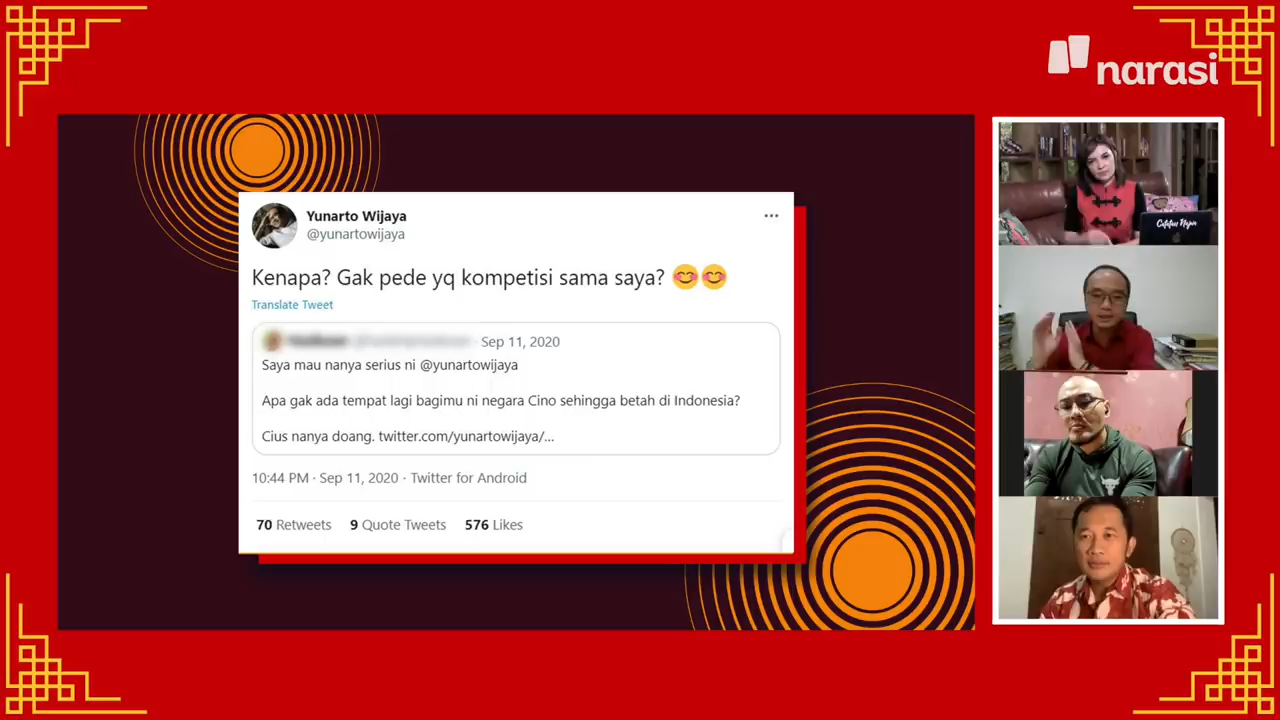 narasi
Yunarto Wijaya
@yunartowijaya
Kenapa? Gak pede yq kompetisi sama saya? 😊😊
Translate Tweet
Sep 11, 2020
Saya mau nanya serius ni @yunartowijaya
Apa gak ada tempat lagi bagimu ni negara Cino sehingga betah di Indonesia?
Cius nanya doang. twitter.com/yunartowijaya/...
10:44 PM · Sep 11, 2020 · Twitter for Android
70 Retweets 9 Quote Tweets 576 Likes
Catatan Najwa